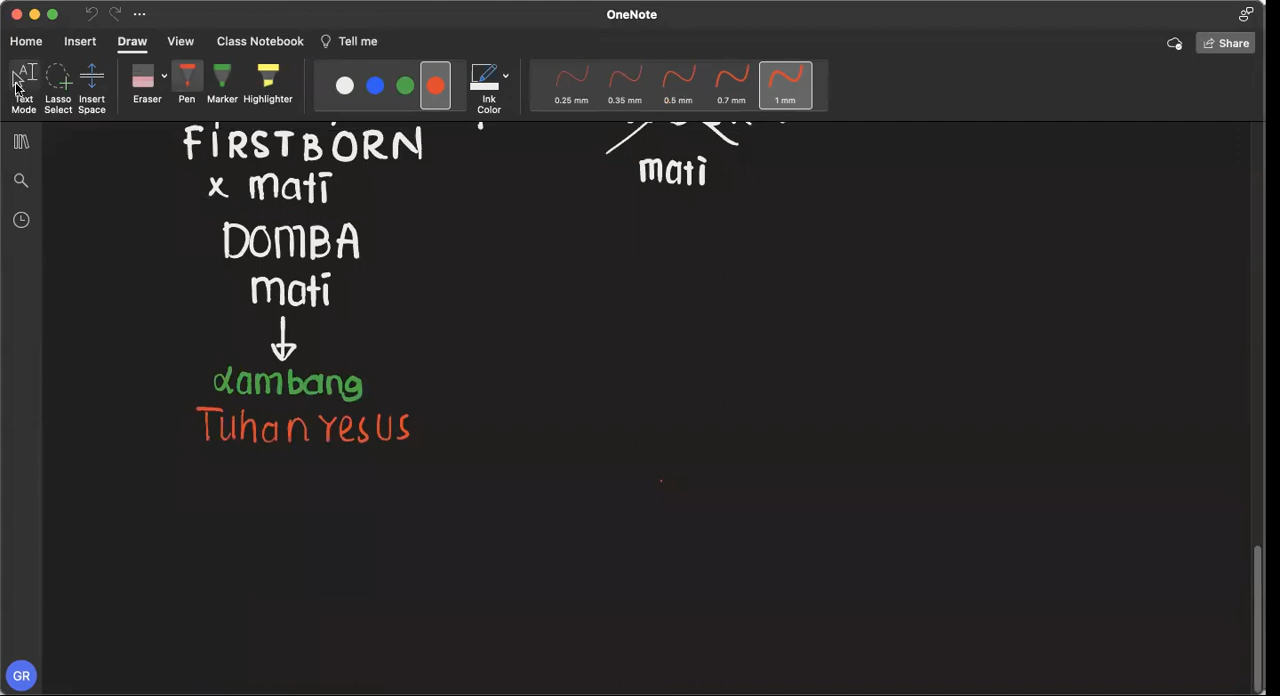 OneNote
Home Insert Draw View Class Notebook Tell me
Share
Text Mode
Lasso Select
Insert Space
Eraser
Pen
Marker
Highlighter
Ink Color
0.25 mm
0.35 mm
0.5 mm
0.7 mm
1 mm
FIRSTBORN
x mati
DOMBA
mati
↓
Lambang
Tuhan Yesus
mati
GR